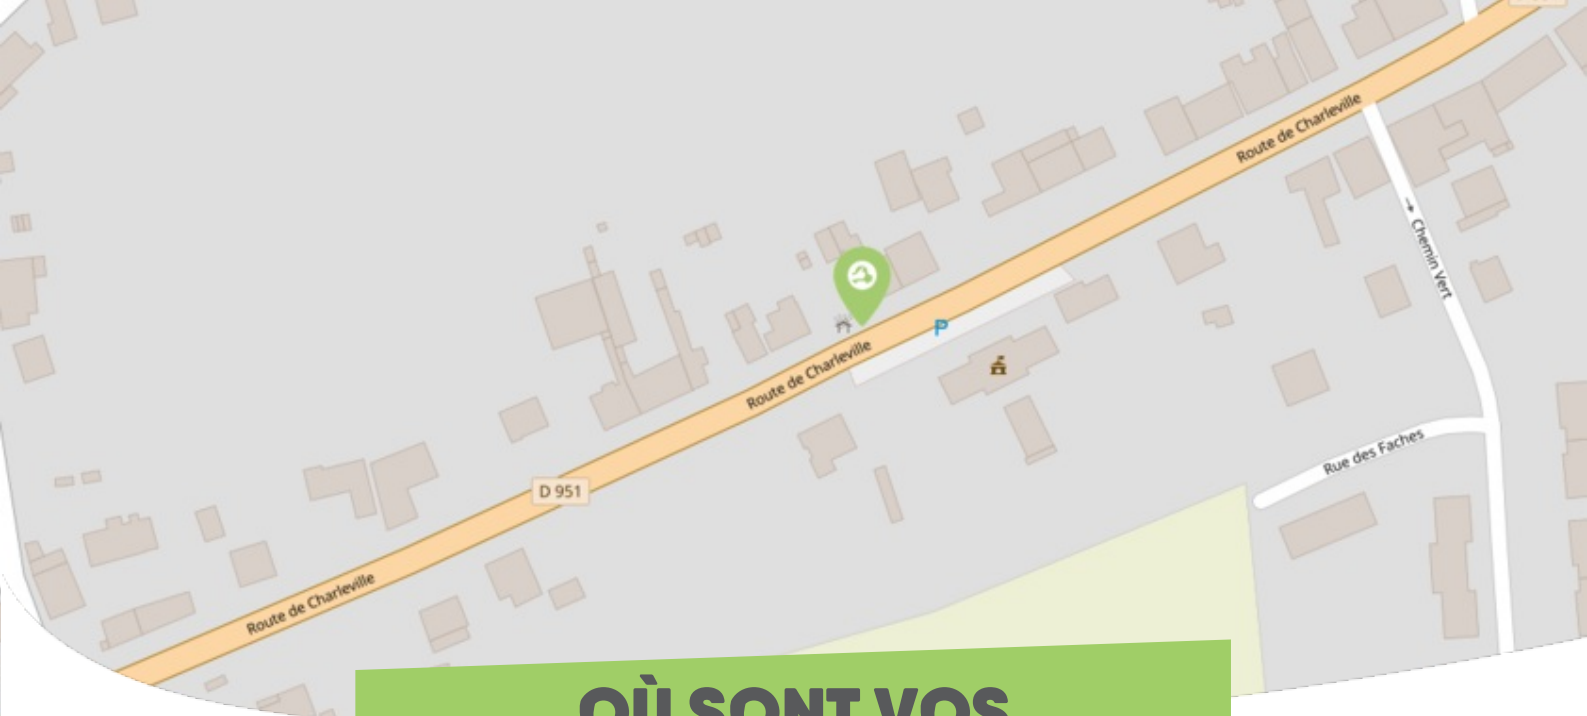 Route de Charleville
→ Chemin Vert
Route de Charleville
P
Rue des Faches
D 951
Route de Charleville
OÙ SONT VOS